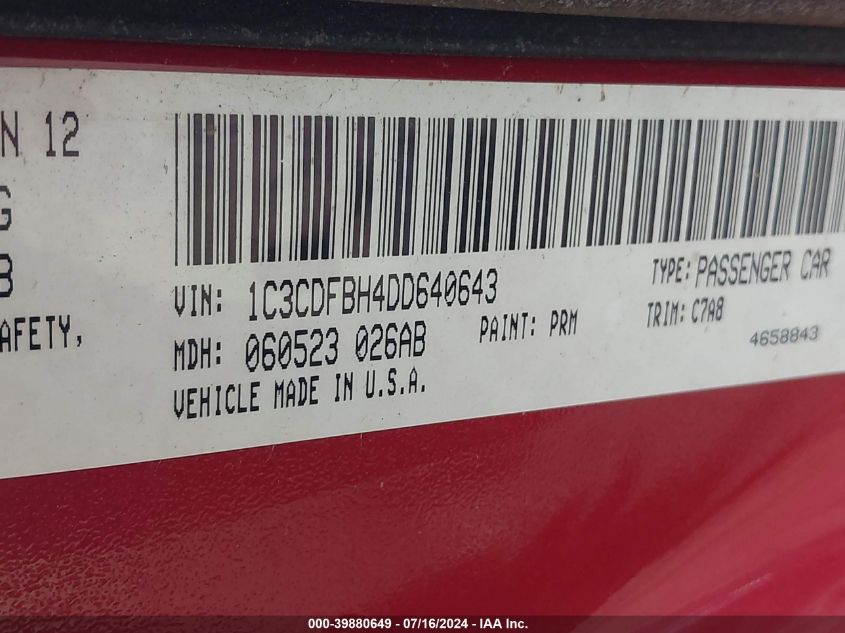 N 12
G
B
AFETY,
VIN: 1C3CDFBH4DD640643
TYPE: PASSENGER CAR
MDH: 060523 026AB
PAINT: PRM
TRIM: C7A8
4658843
VEHICLE MADE IN U.S.A.
000-39880649 - 07/16/2024 - IAA Inc.